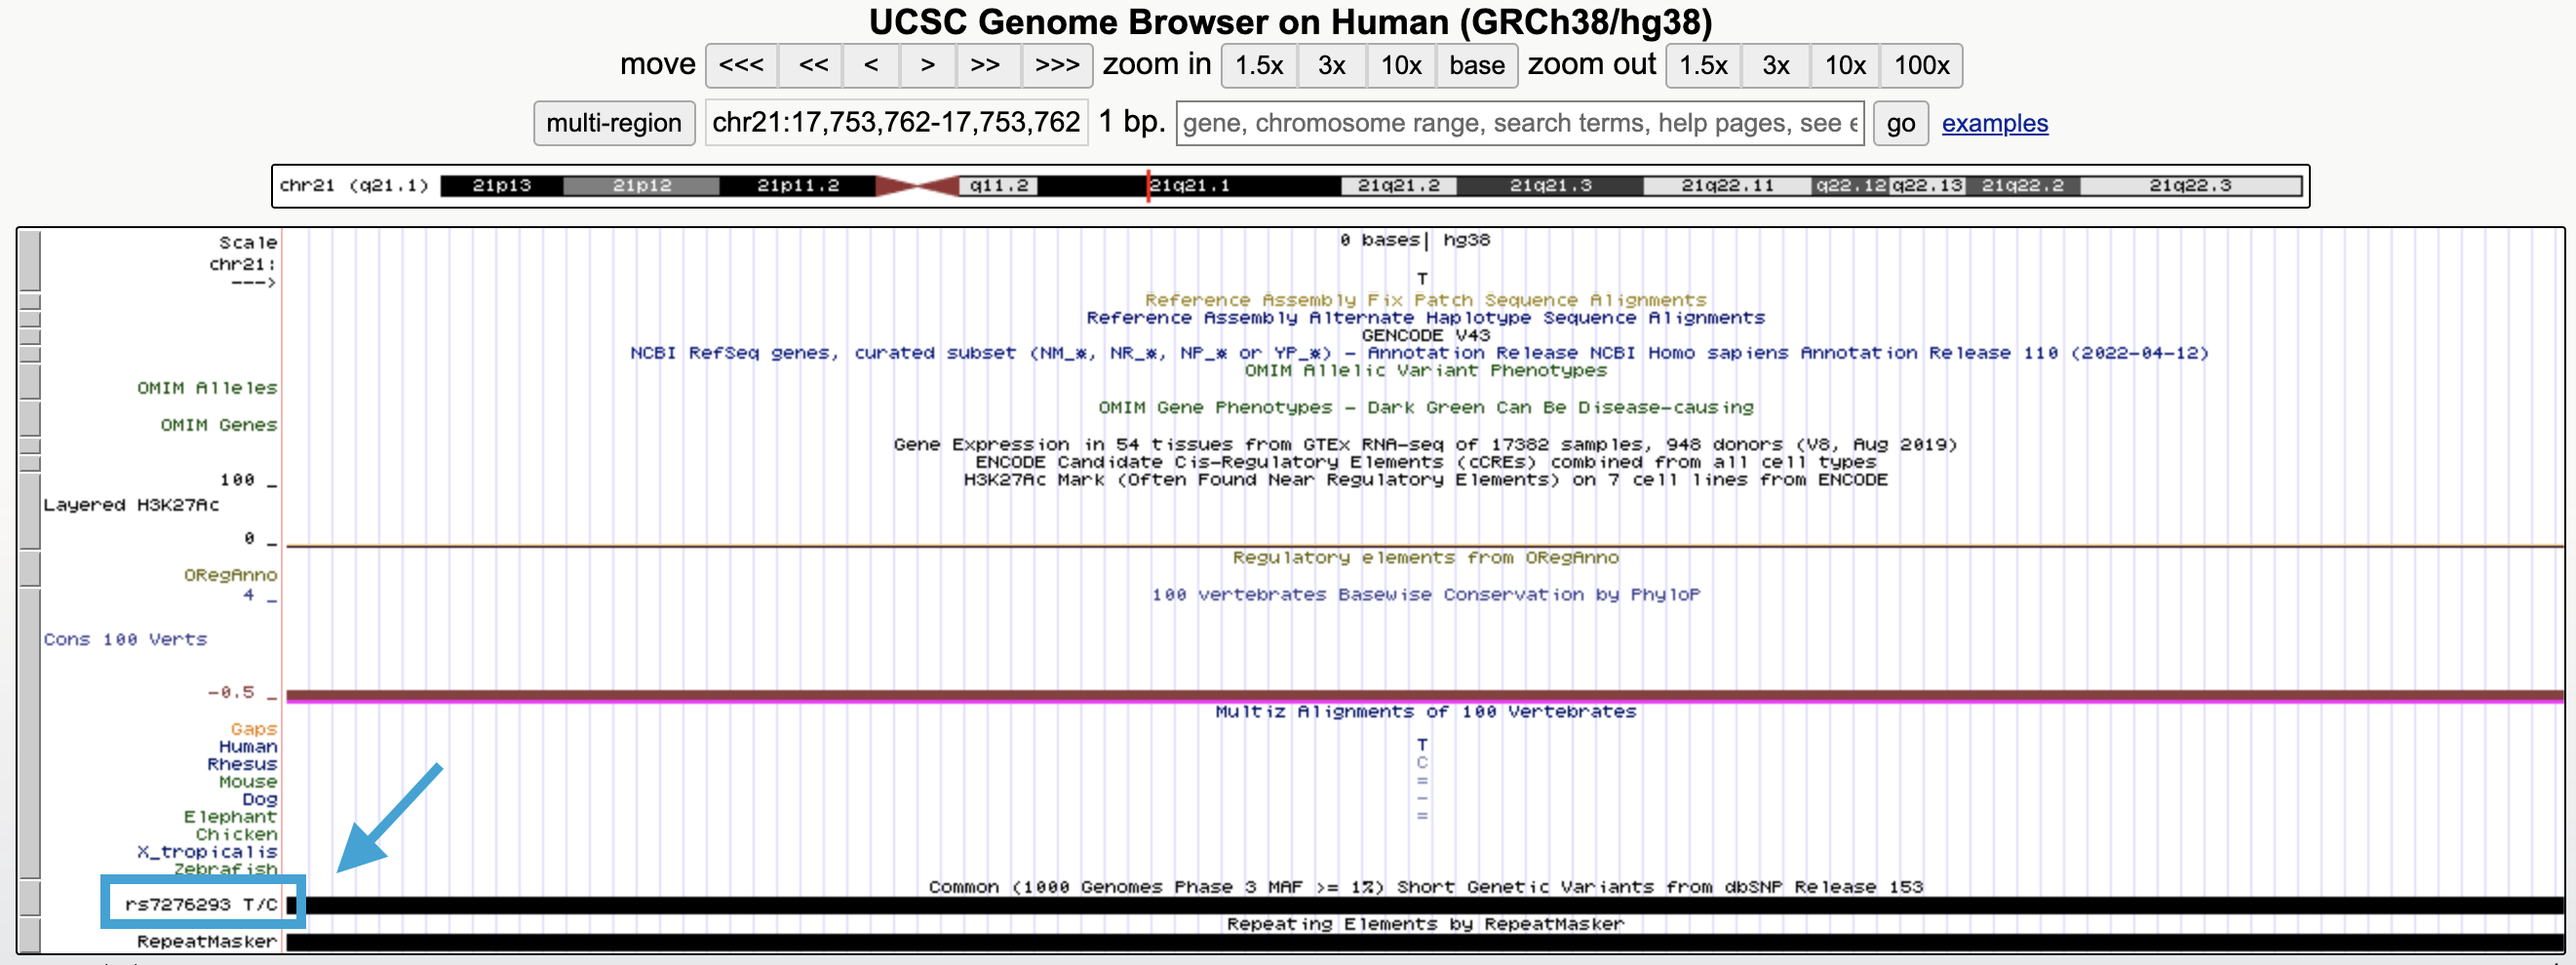 UCSC Genome Browser on Human (GRCh38/hg38)
move <<< << < > >> >>> zoom in 1.5x 3x 10x base zoom out 1.5x 3x 10x 100x
multi-region chr21:17,753,762-17,753,762 1 bp. gene, chromosome range, search terms, help pages, see e go examples
chr21 (q21.1) 21p13 21p12 21p11.2 q11.2 21q21.1 21q21.2 21q21.3 21q22.11 q22.12 q22.13 21q22.2 21q22.3
Scale 0 bases| hg38
chr21:
---> T
Reference Assembly Fix Patch Sequence Alignments
Reference Assembly Alternate Haplotype Sequence Alignments
GENCODE V43
NCBI RefSeq genes, curated subset (NM_*, NR_*, NP_* or YP_*) - Annotation Release NCBI Homo sapiens Annotation Release 110 (2022-04-12)
OMIM Allelic Variant Phenotypes
OMIM Alleles
OMIM Gene Phenotypes - Dark Green Can Be Disease-causing
OMIM Genes
Gene Expression in 54 tissues from GTEx RNA-seq of 17382 samples, 948 donors (V8, Aug 2019)
ENCODE Candidate Cis-Regulatory Elements (cCREs) combined from all cell types
100 _ H3K27Ac Mark (Often Found Near Regulatory Elements) on 7 cell lines from ENCODE
Layered H3K27Ac
0 _
Regulatory elements from ORegAnno
ORegAnno
4 _ 100 vertebrates Basewise Conservation by PhyloP
Cons 100 Verts
-0.5 _
Multiz Alignments of 100 Vertebrates
Gaps
Human T
Rhesus C
Mouse =
Dog -
Elephant =
Chicken
X_tropicalis
Zebrafish
Common (1000 Genomes Phase 3 MAF >= 1%) Short Genetic Variants from dbSNP Release 153
rs7276293 T/C
Repeating Elements by RepeatMasker
RepeatMasker